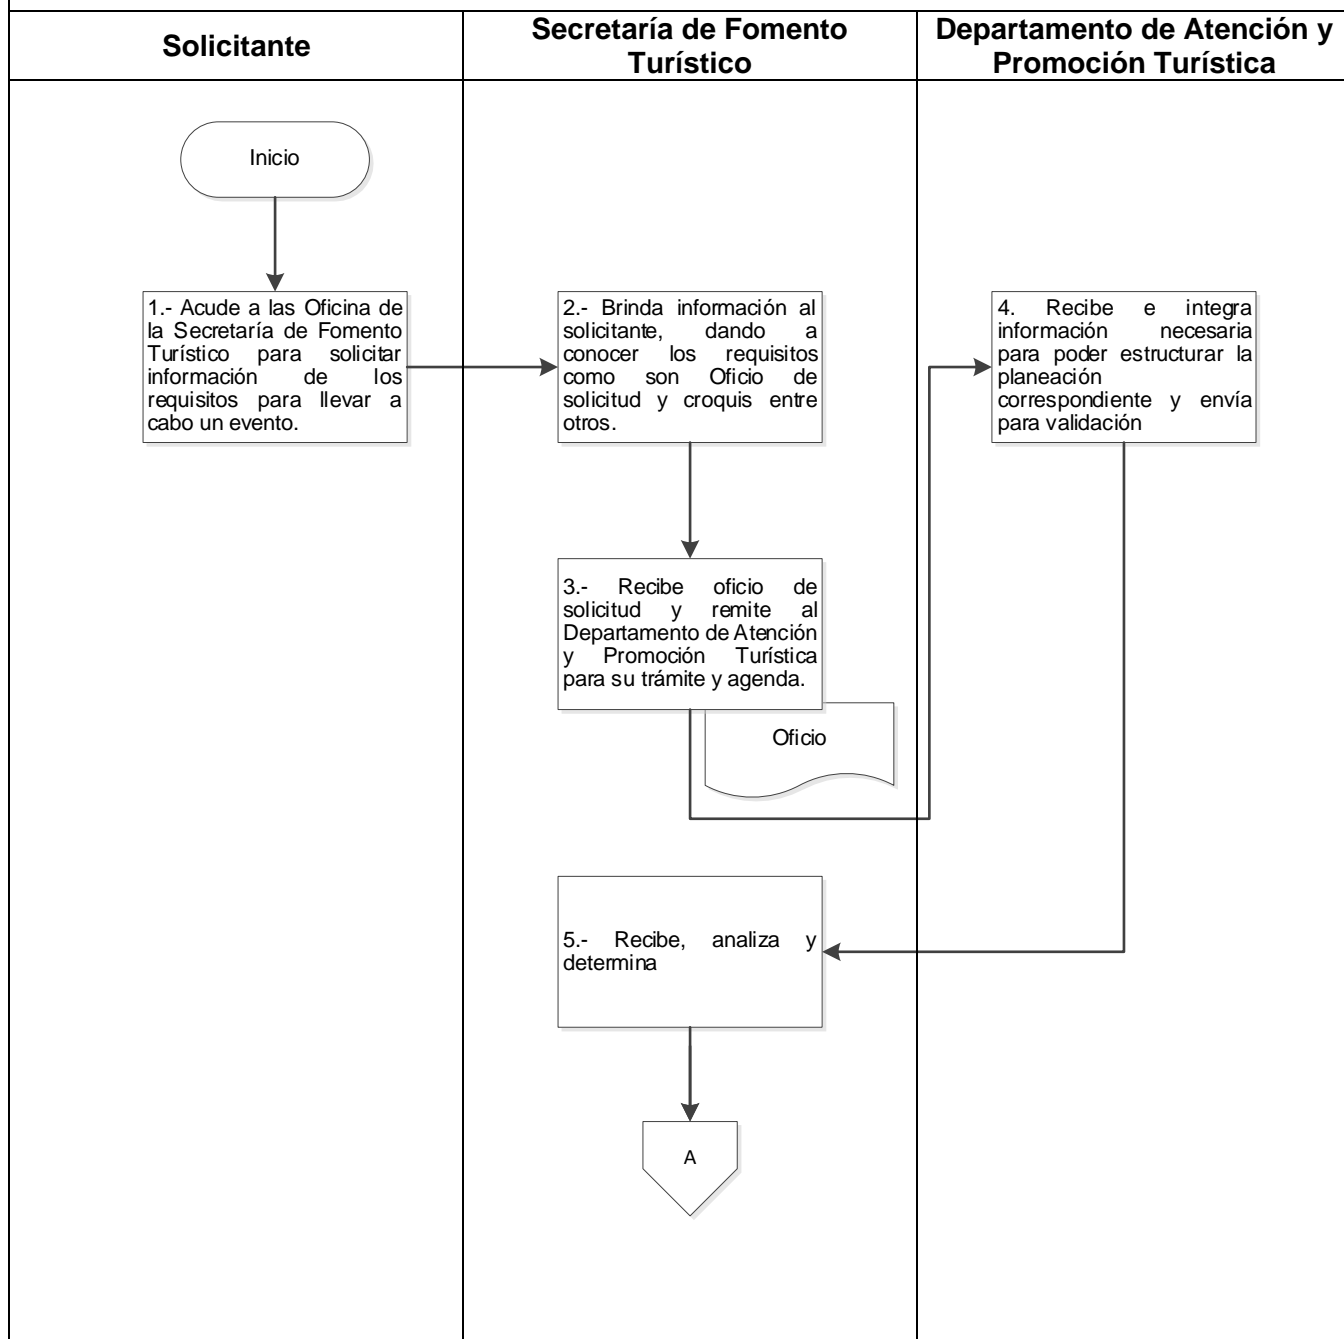 Solicitante
Secretaría de Fomento
Turístico
Departamento de Atención y
Promoción Turística
Inicio
1.- Acude a las Oficina de
la Secretaría de Fomento
Turístico para solicitar
información de los
requisitos para llevar a
cabo un evento.
2.- Brinda información al
solicitante, dando a
conocer los requisitos
como son Oficio de
solicitud y croquis entre
otros.
4. Recibe e integra
información necesaria
para poder estructurar la
planeación
correspondiente y envía
para validación
3.- Recibe oficio de
solicitud y remite al
Departamento de Atención
y Promoción Turística
para su trámite y agenda.
Oficio
5.- Recibe, analiza y
determina
A